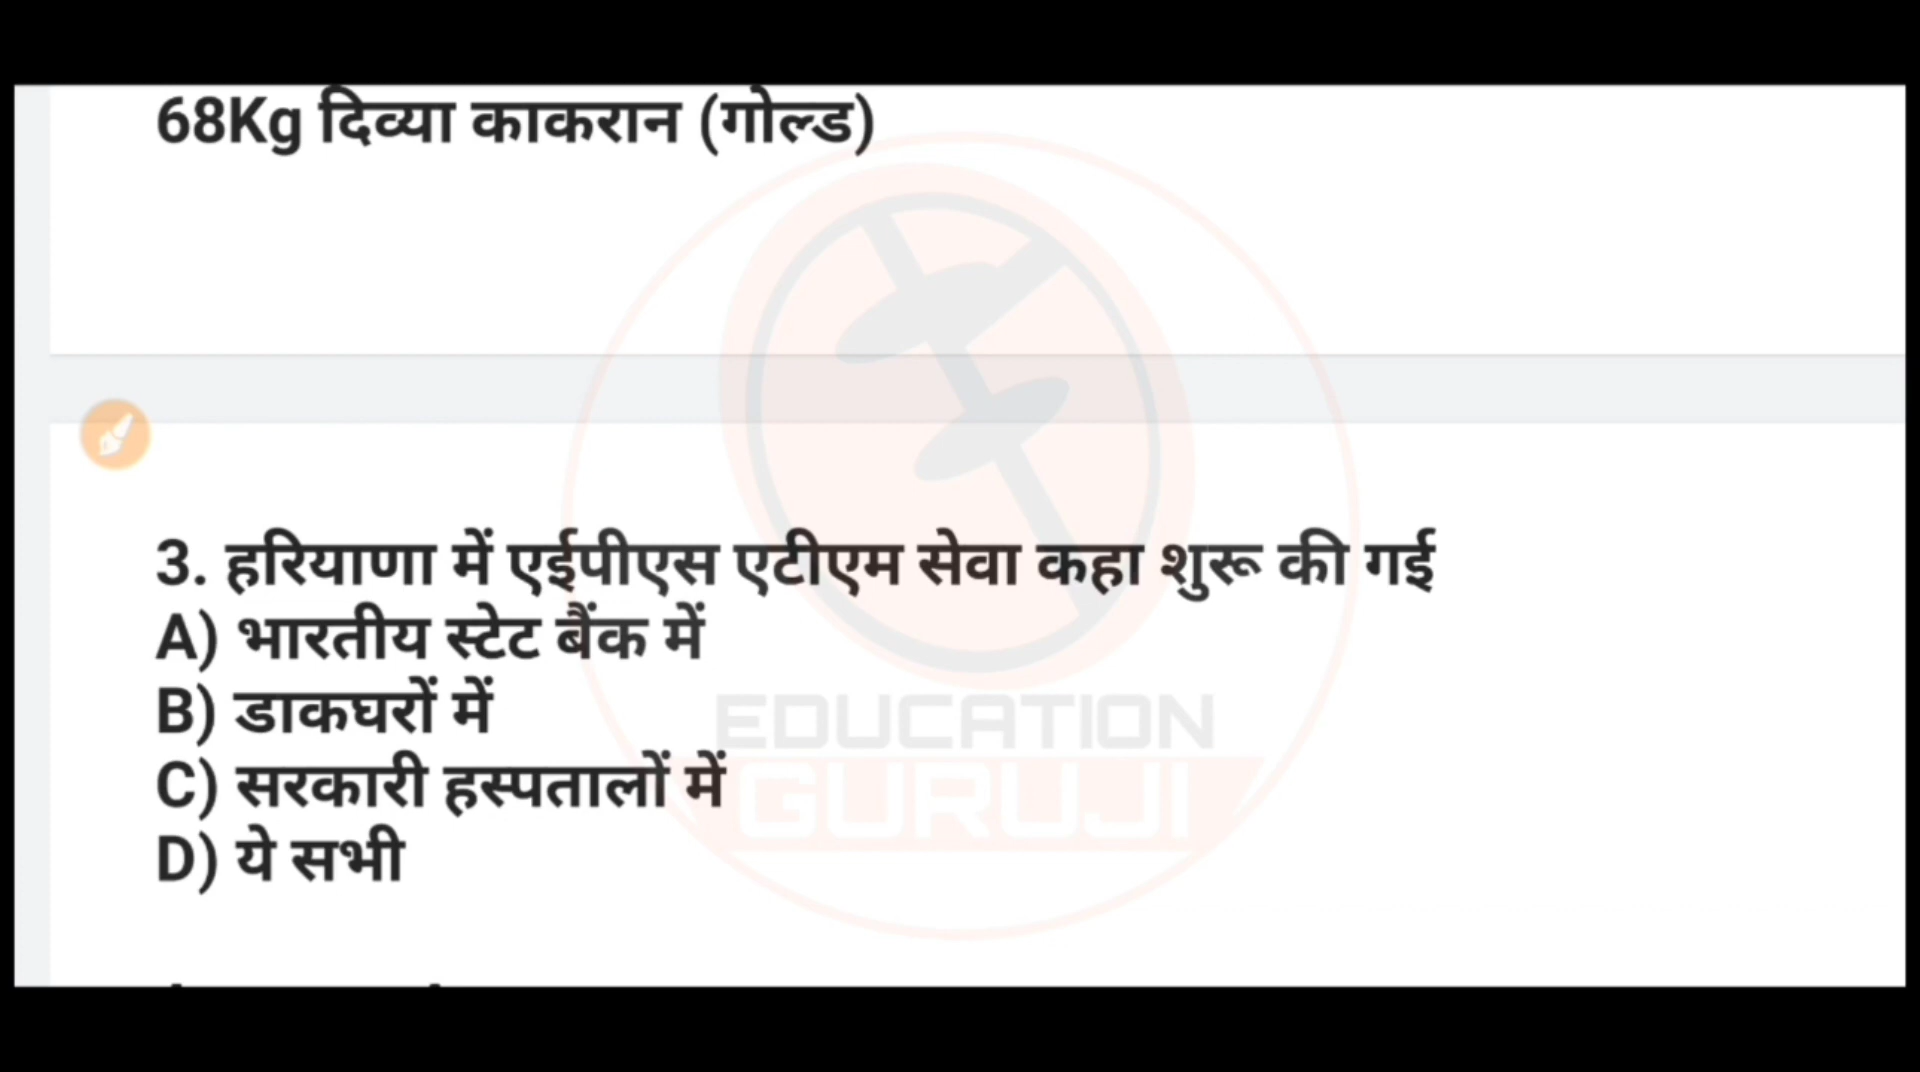 68Kg दिव्या काकरान (गोल्ड)
3. हरियाणा में एईपीएस एटीएम सेवा कहा शुरू की गई
A) भारतीय स्टेट बैंक में
B) डाकघरों में
C) सरकारी हस्पतालों में
D) ये सभी
EDUCATION
GURUJI